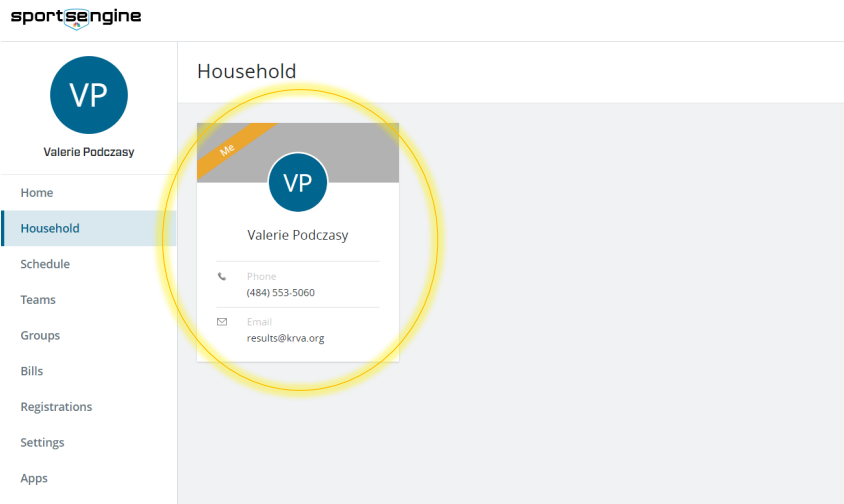 sportsengine
VP
Valerie Podczasy
Home
Household
Schedule
Teams
Groups
Bills
Registrations
Settings
Apps
Household
Me
VP
Valerie Podczasy
Phone
(484) 553-5060
Email
results@krva.org